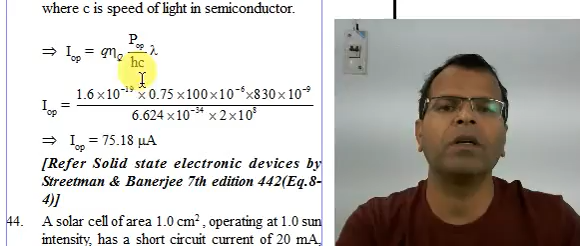 where c is speed of light in semiconductor.
⇒ I_op = qη_Q P_op/hc λ
I_op = 1.6×10⁻¹⁹ × 0.75×100×10⁻⁶×830×10⁻⁹ / 6.624×10⁻³⁴ × 2×10⁸
⇒ I_op = 75.18 μA
[Refer Solid state electronic devices by
Streetman & Banerjee 7th edition 442(Eq.8-
4)]
44. A solar cell of area 1.0 cm², operating at 1.0 sun
intensity, has a short circuit current of 20 mA,